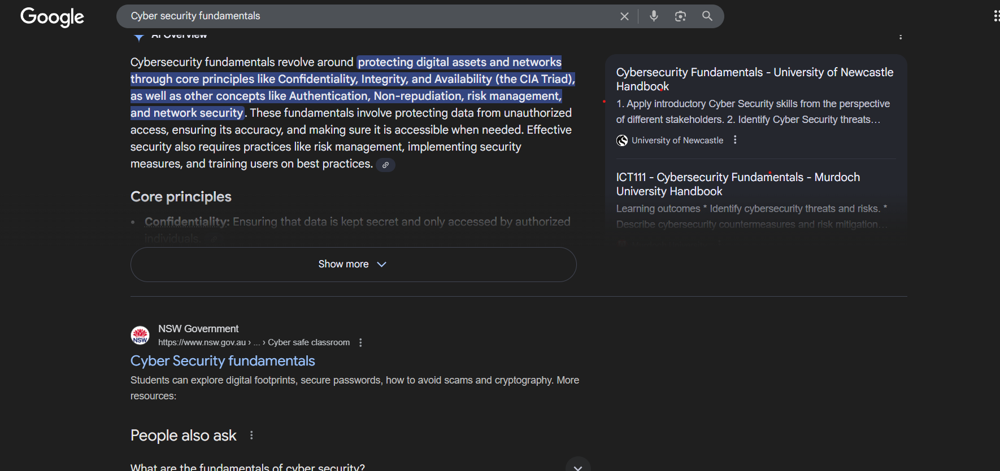 Google
Cyber security fundamentals
AI Overview
Cybersecurity fundamentals revolve around protecting digital assets and networks
through core principles like Confidentiality, Integrity, and Availability (the CIA Triad),
as well as other concepts like Authentication, Non-repudiation, risk management,
and network security. These fundamentals involve protecting data from unauthorized
access, ensuring its accuracy, and making sure it is accessible when needed. Effective
security also requires practices like risk management, implementing security
measures, and training users on best practices.
Core principles
• Confidentiality: Ensuring that data is kept secret and only accessed by authorized
individuals.
Show more
Cybersecurity Fundamentals - University of Newcastle
Handbook
1. Apply introductory Cyber Security skills from the perspective
of different stakeholders. 2. Identify Cyber Security threats...
University of Newcastle
ICT111 - Cybersecurity Fundamentals - Murdoch
University Handbook
Learning outcomes * Identify cybersecurity threats and risks. *
Describe cybersecurity countermeasures and risk mitigation...
NSW
NSW Government
https://www.nsw.gov.au › ... › Cyber safe classroom
Cyber Security fundamentals
Students can explore digital footprints, secure passwords, how to avoid scams and cryptography. More
resources:
People also ask
What are the fundamentals of cyber security?